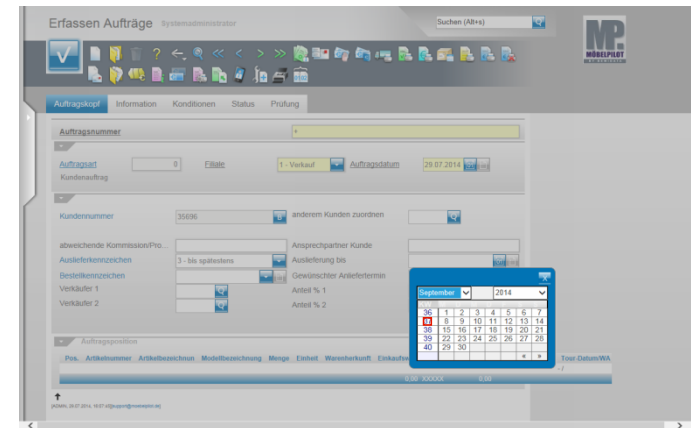 Erfassen Aufträge Systemadministrator
Suchen (Alt+s)
MP
MÖBELPILOT
Auftragskopf Information Konditionen Status Prüfung
Auftragsnummer +
Auftragsart 0 Filiale 1 - Verkauf Auftragsdatum 29.07.2014
Kundenauftrag
Kundennummer 35696 anderem Kunden zuordnen
abweichende Kommission/Pro... Ansprechpartner Kunde
Auslieferkennzeichen 3 - bis spätestens Auslieferung bis
Bestellkennzeichen Gewünschter Anliefertermin
Verkäufer 1 Anteil % 1
Verkäufer 2 Anteil % 2
September 2014
36 1 2 3 4 5 6 7
8 9 10 11 12 13 14
38 15 16 17 18 19 20 21
39 22 23 24 25 26 27 28
40 29 30
« »
Auftragsposition
Pos. Artikelnummer Artikelbezeichnun Modellbezeichnung Menge Einheit Warenherkunft Tour-Datum/WA
- /
0,00 XXXXX 0,00